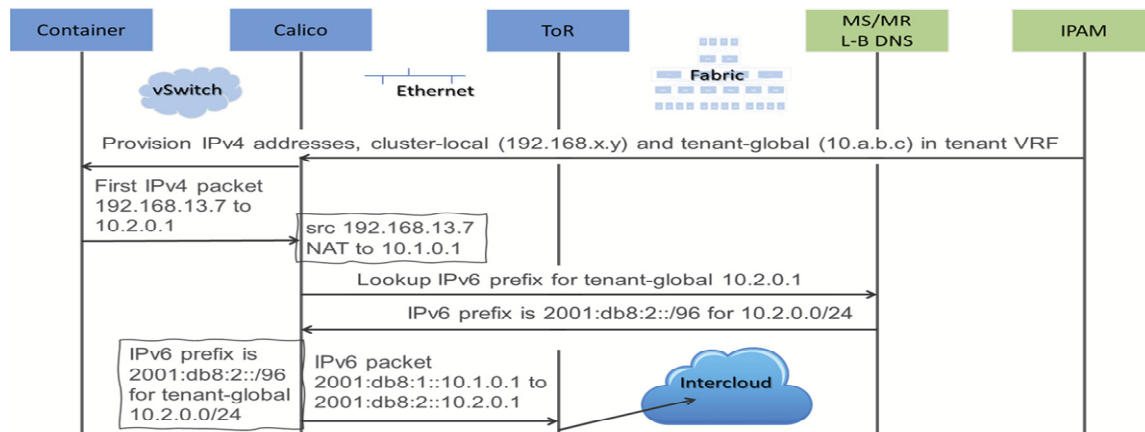 Container
Calico
ToR
MS/MR
L-B DNS
IPAM
vSwitch
Ethernet
Fabric
Provision IPv4 addresses, cluster-local (192.168.x.y) and tenant-global (10.a.b.c) in tenant VRF
First IPv4 packet
192.168.13.7 to
10.2.0.1
src 192.168.13.7
NAT to 10.1.0.1
Lookup IPv6 prefix for tenant-global 10.2.0.1
IPv6 prefix is 2001:db8:2::/96 for 10.2.0.0/24
IPv6 prefix is
2001:db8:2::/96
for tenant-global
10.2.0.0/24
IPv6 packet
2001:db8:1::10.1.0.1 to
2001:db8:2::10.2.0.1
Intercloud